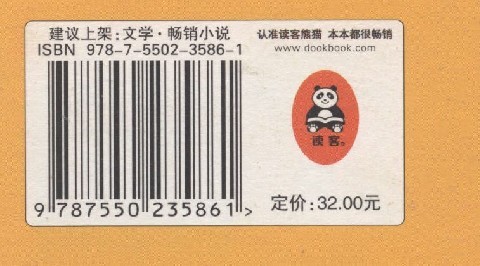 建议上架：文学·畅销小说
ISBN 978-7-5502-3586-1
9 787550 235861 >
认准读客熊猫 本本都很畅销
www.dookbook.com
读客®
定价：32.00元